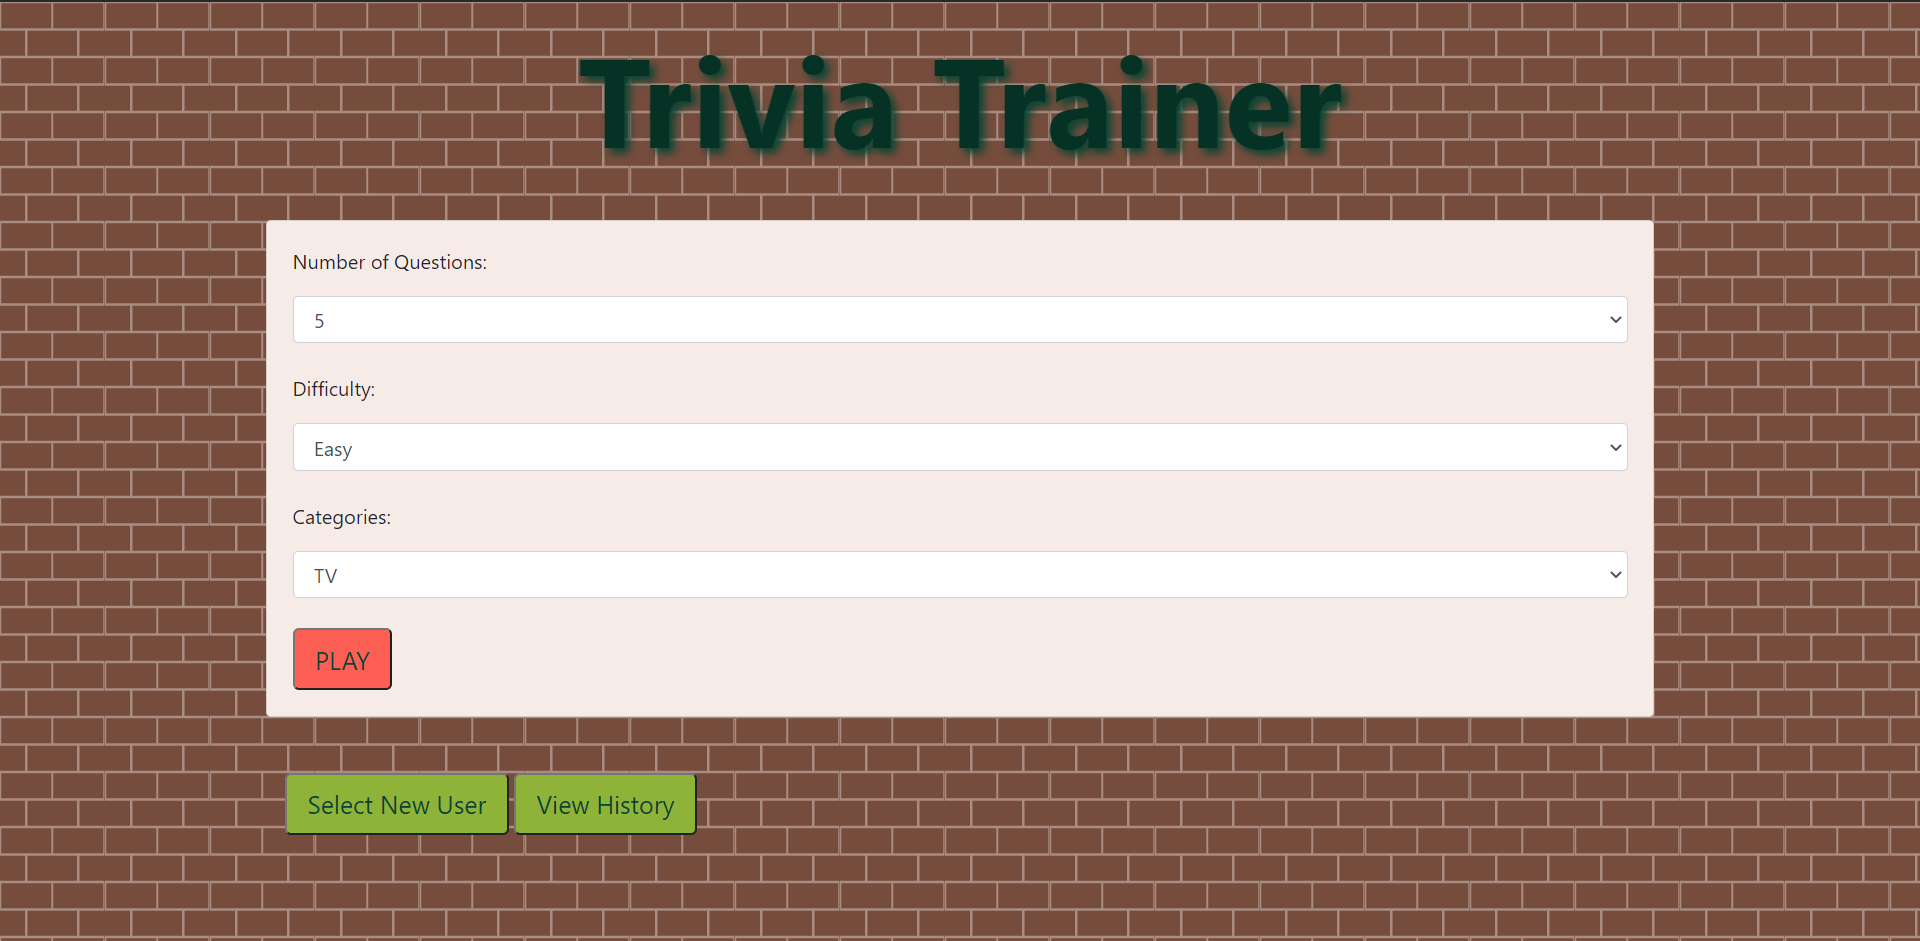 Trivia Trainer
Number of Questions:
5
Difficulty:
Easy
Categories:
TV
PLAY
Select New User View History